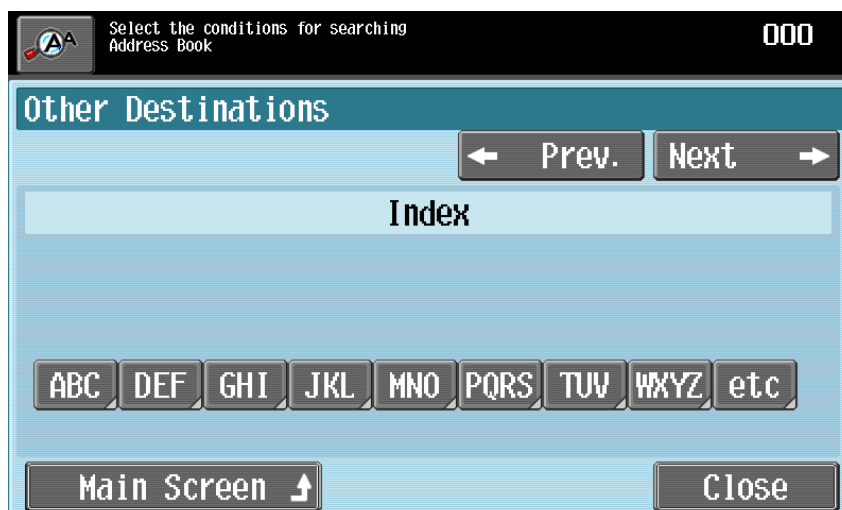 Select the conditions for searching
Address Book
000
Other Destinations
← Prev.
Next →
Index
ABC DEF GHI JKL MNO PQRS TUV WXYZ etc
Main Screen
Close